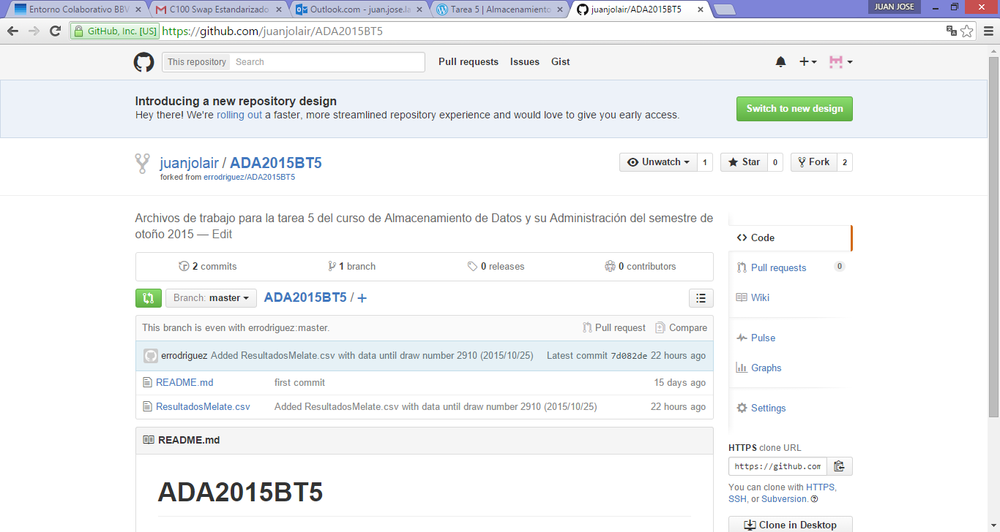 Entorno Colaborativo BBV
C100 Swap Estandarizado
Outlook.com - juan.jose.la
Tarea 5 | Almacenamiento
juanjolair/ADA2015BT5
JUAN JOSE
GitHub, Inc. [US] https://github.com/juanjolair/ADA2015BT5
This repository Search Pull requests Issues Gist
Introducing a new repository design
Hey there! We're rolling out a faster, more streamlined repository experience and would love to give you early access.
Switch to new design
juanjolair / ADA2015BT5
forked from errodriguez/ADA2015BT5
Unwatch 1 Star 0 Fork 2
Archivos de trabajo para la tarea 5 del curso de Almacenamiento de Datos y su Administración del semestre de
otoño 2015 — Edit
2 commits 1 branch 0 releases 0 contributors
Branch: master ADA2015BT5 / +
This branch is even with errodriguez:master. Pull request Compare
errodriguez Added ResultadosMelate.csv with data until draw number 2910 (2015/10/25) Latest commit 7d082de 22 hours ago
README.md first commit 15 days ago
ResultadosMelate.csv Added ResultadosMelate.csv with data until draw number 2910 (2015/10/25) 22 hours ago
README.md
ADA2015BT5
Code
Pull requests 0
Wiki
Pulse
Graphs
Settings
HTTPS clone URL
https://github.com
You can clone with HTTPS,
SSH, or Subversion.
Clone in Desktop